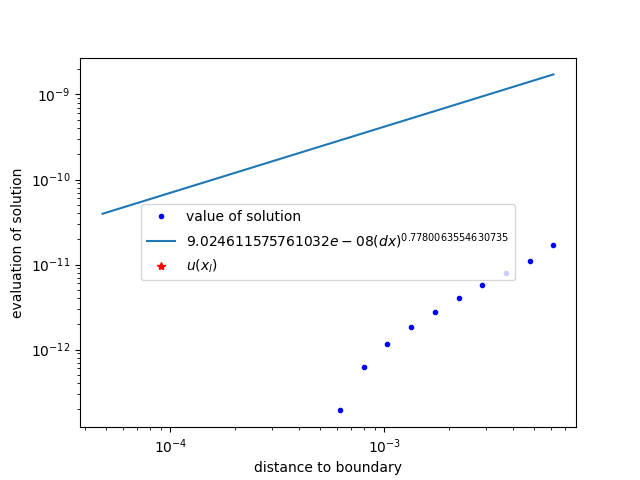 10^{-9}
10^{-10}
10^{-11}
10^{-12}
evaluation of solution
value of solution
9.024611575761032e − 08(dx)^{0.7780063554630735}
u(x_I)
10^{-4} 10^{-3}
distance to boundary